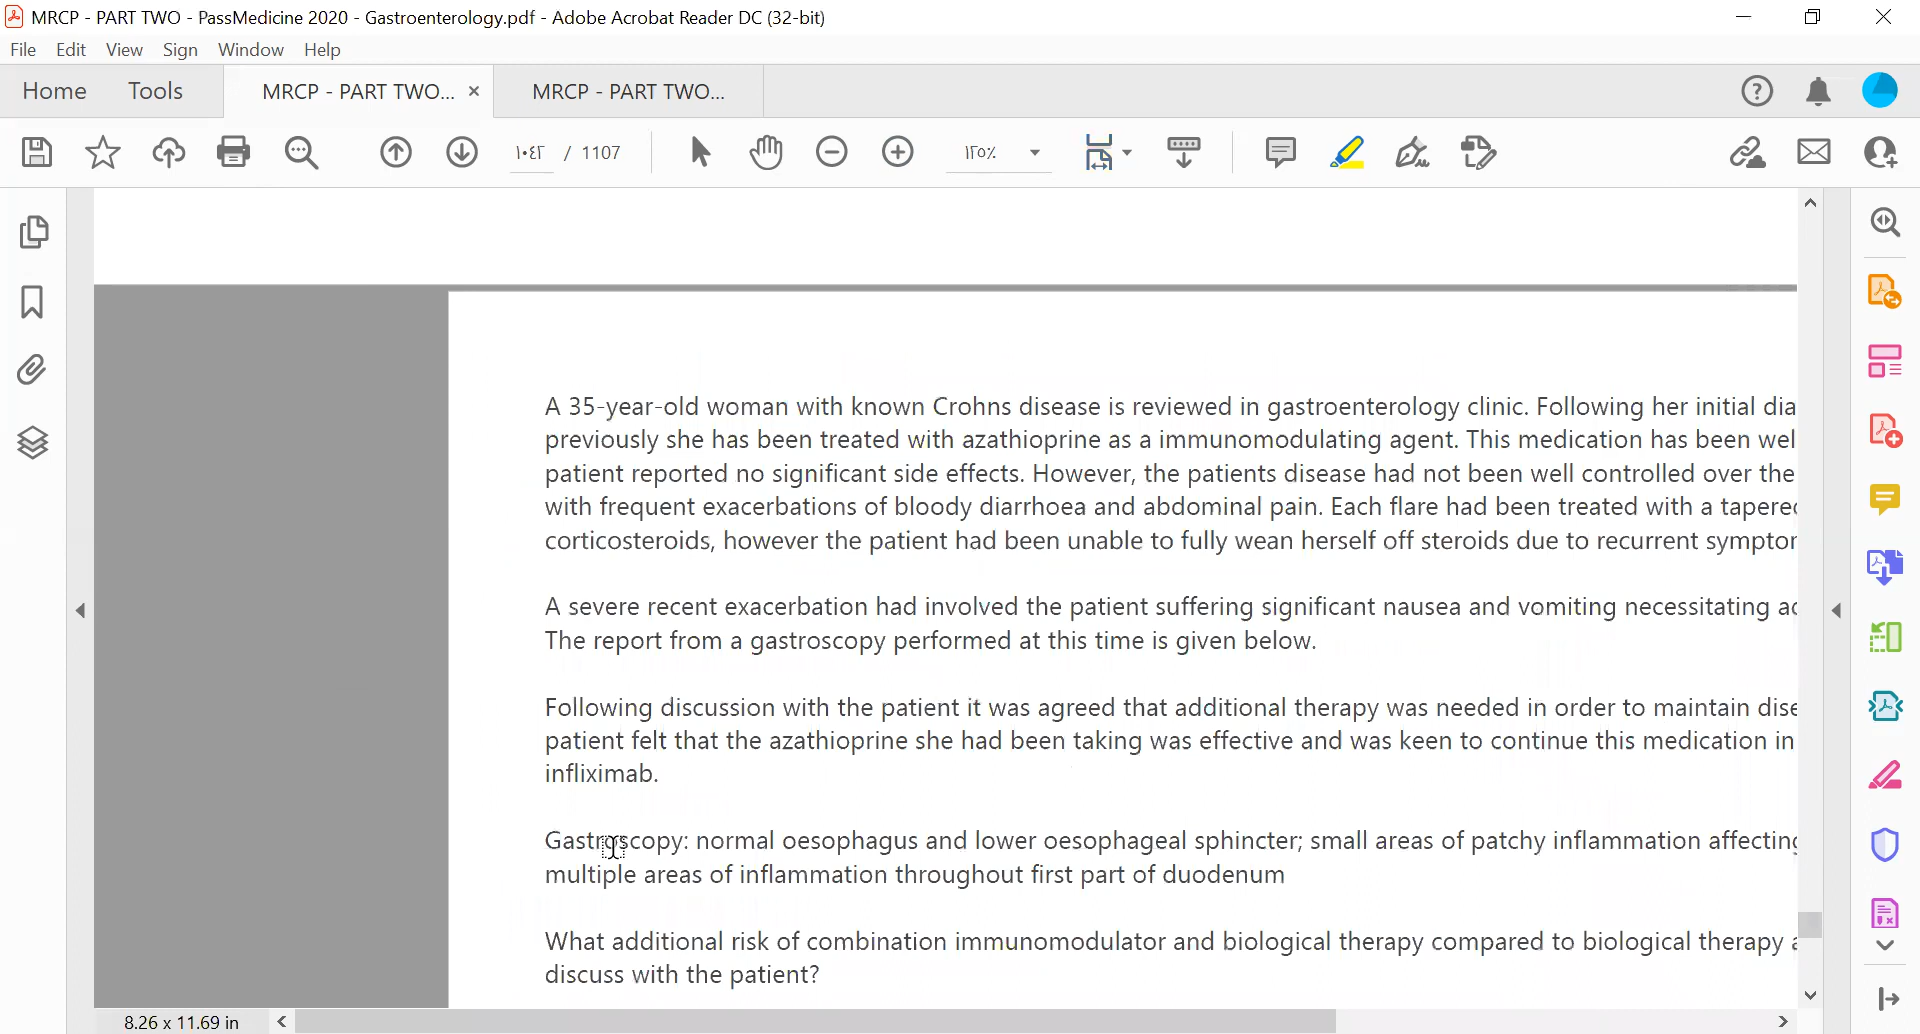 MRCP - PART TWO - PassMedicine 2020 - Gastroenterology.pdf - Adobe Acrobat Reader DC (32-bit)
File Edit View Sign Window Help
Home Tools MRCP - PART TWO... × MRCP - PART TWO...
١٠٤٢ / 1107 ١٢٥٪
A 35-year-old woman with known Crohns disease is reviewed in gastroenterology clinic. Following her initial dia
previously she has been treated with azathioprine as a immunomodulating agent. This medication has been wel
patient reported no significant side effects. However, the patients disease had not been well controlled over the
with frequent exacerbations of bloody diarrhoea and abdominal pain. Each flare had been treated with a tapere
corticosteroids, however the patient had been unable to fully wean herself off steroids due to recurrent sympto
A severe recent exacerbation had involved the patient suffering significant nausea and vomiting necessitating a
The report from a gastroscopy performed at this time is given below.
Following discussion with the patient it was agreed that additional therapy was needed in order to maintain dise
patient felt that the azathioprine she had been taking was effective and was keen to continue this medication in
infliximab.
Gastroscopy: normal oesophagus and lower oesophageal sphincter; small areas of patchy inflammation affecting
multiple areas of inflammation throughout first part of duodenum
What additional risk of combination immunomodulator and biological therapy compared to biological therapy
discuss with the patient?
8.26 x 11.69 in